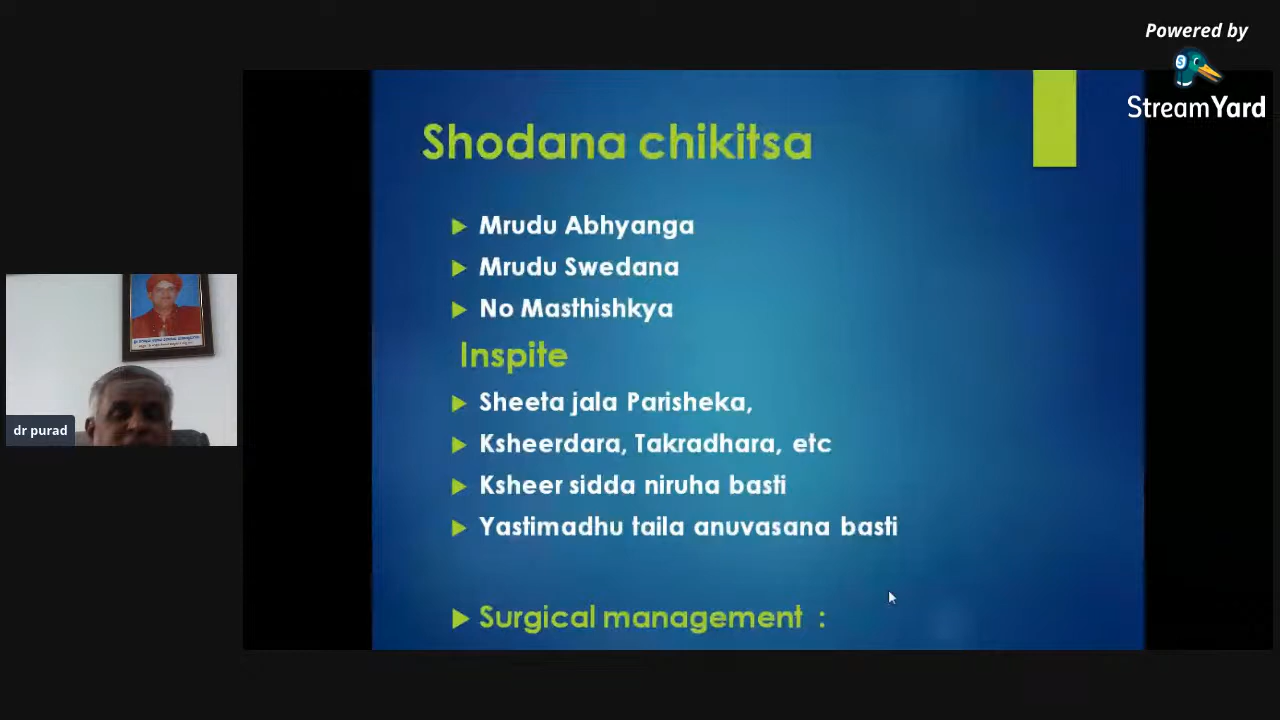 Powered by
StreamYard
Shodana chikitsa
Mrudu Abhyanga
Mrudu Swedana
No Masthishkya
Inspite
Sheeta jala Parisheka,
Ksheerdara, Takradhara, etc
Ksheer sidda niruha basti
Yastimadhu taila anuvasana basti
Surgical management :
dr purad